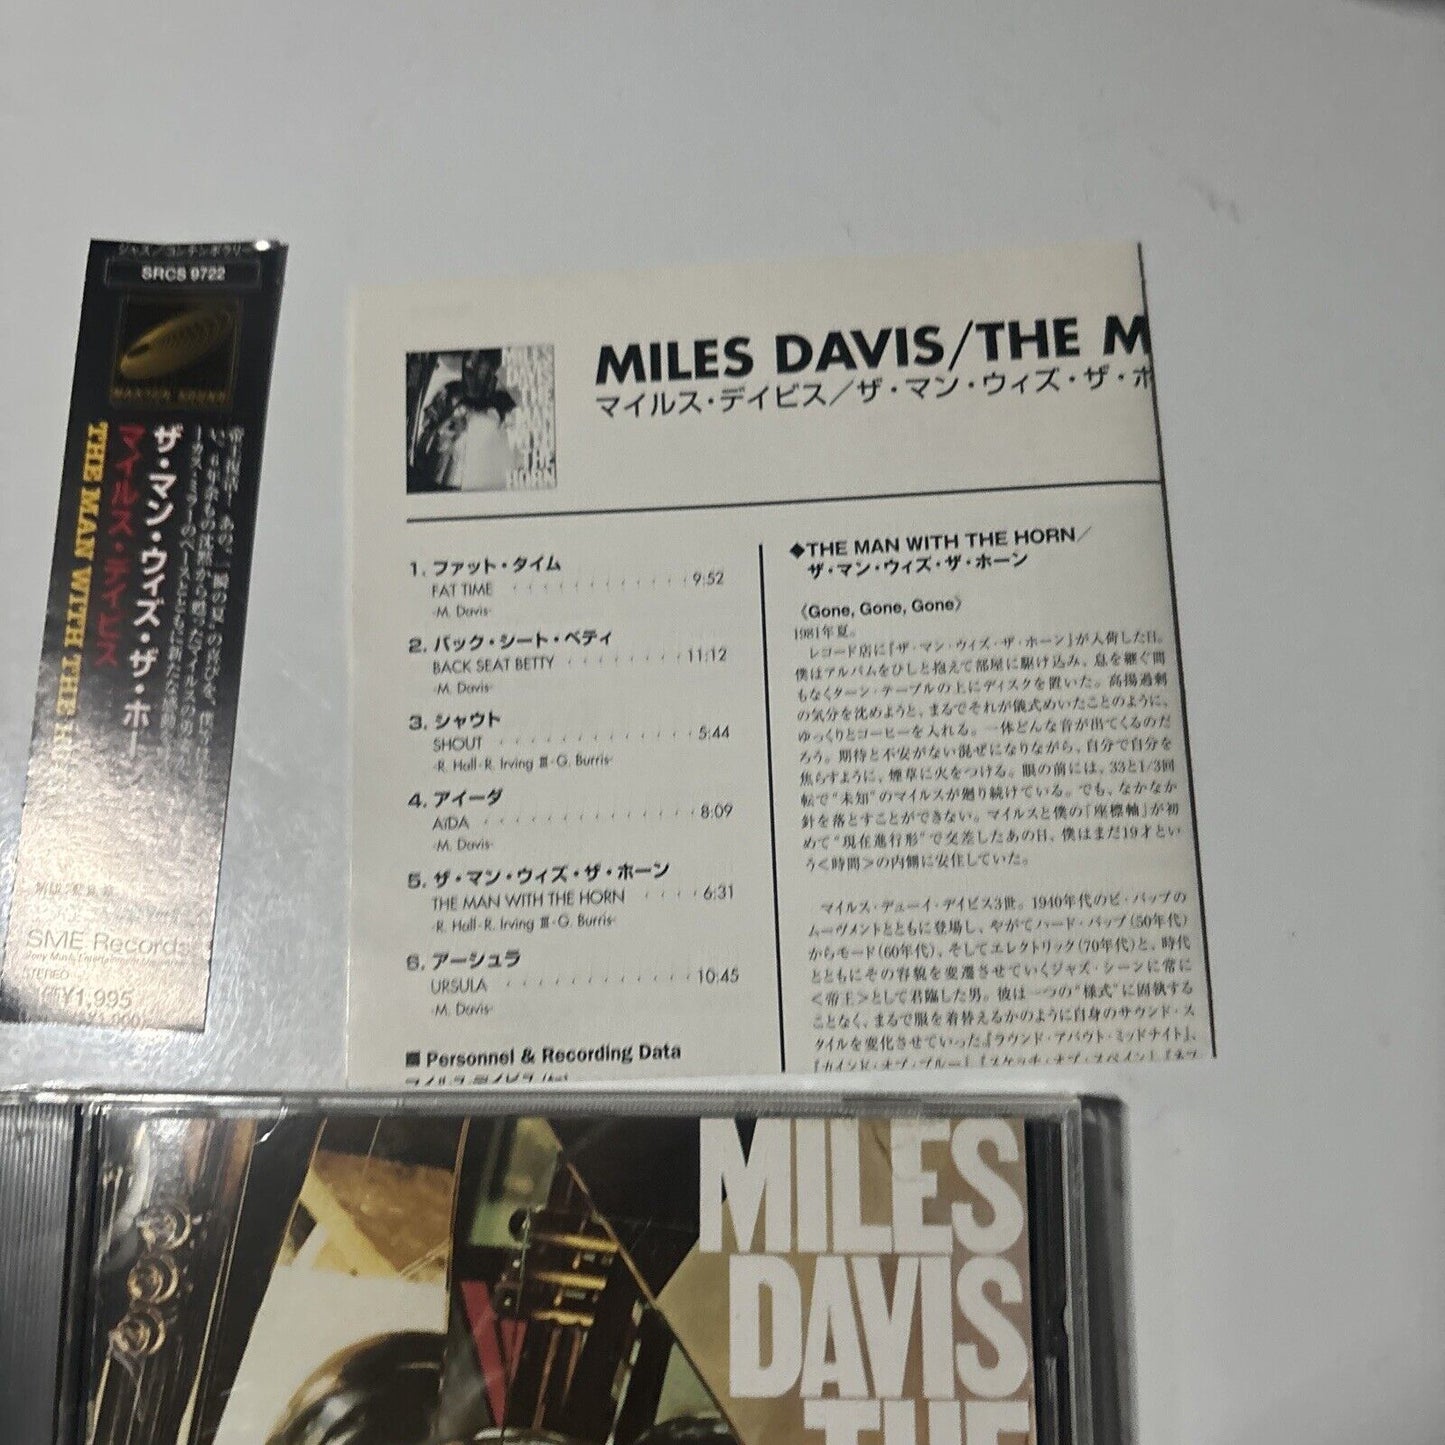 SRCS 9722
MASTER SOUND
ザ・マン・ウィズ・ザ・ホーン
マイルス・デイビス
THE MAN WITH THE
SME Records
STEREO
¥1,995
MILES DAVIS/THE M
マイルス・デイビス/ザ・マン・ウィズ・ザ・ホ
1. ファット・タイム
FAT TIME 9:52
-M. Davis-
2. バック・シート・ベティ
BACK SEAT BETTY 11:12
-M. Davis-
3. シャウト
SHOUT 5:44
-R. Hall-R. Irving Ⅲ-G. Burris-
4. アイーダ
AÏDA 8:09
-M. Davis-
5. ザ・マン・ウィズ・ザ・ホーン
THE MAN WITH THE HORN 6:31
-R. Hall-R. Irving Ⅲ-G. Burris-
6. アーシュラ
URSULA 10:45
-M. Davis-
■ Personnel & Recording Data
◆THE MAN WITH THE HORN/
ザ・マン・ウィズ・ザ・ホーン
《Gone, Gone, Gone》
1981年夏。
レコード店に『ザ・マン・ウィズ・ザ・ホーン』が入荷した日。
僕はアルバムをひしと抱えて部屋に駆け込み、息を継ぐ間
もなくターン・テーブルの上にディスクを置いた。高揚過剰
の気分を沈めようと、まるでそれが儀式めいたことのように、
ゆっくりとコーヒーを入れる。一体どんな音が出てくるのだ
ろう。期待と不安がない混ぜになりながら、自分で自分を
焦らすように、煙草に火をつける。眼の前には、33と1/3回
転で“未知”のマイルスが廻り続けている。でも、なかなか
針を落とすことができない。マイルスと僕の「座標軸」が初
めて“現在進行形”で交差したあの日、僕はまだ19才とい
う<時間>の内側に安住していた。
マイルス・デューイ・デイビス3世。1940年代のビ・バップの
ムーヴメントとともに登場し、やがてハード・バップ(50年代)
からモード(60年代)、そしてエレクトリック(70年代)と、時代
とともにその容貌を変遷させていくジャズ・シーンに常に
<帝王>として君臨した男。彼は一つの“様式”に固執する
ことなく、まるで服を着替えるかのように自身のサウンド・ス
タイルを変化させていった。『ラウンド・アバウト・ミッドナイト』、
『カインド・オブ・ブルー』『スケッチ・オブ・スペイン』
MILES
DAVIS
THE